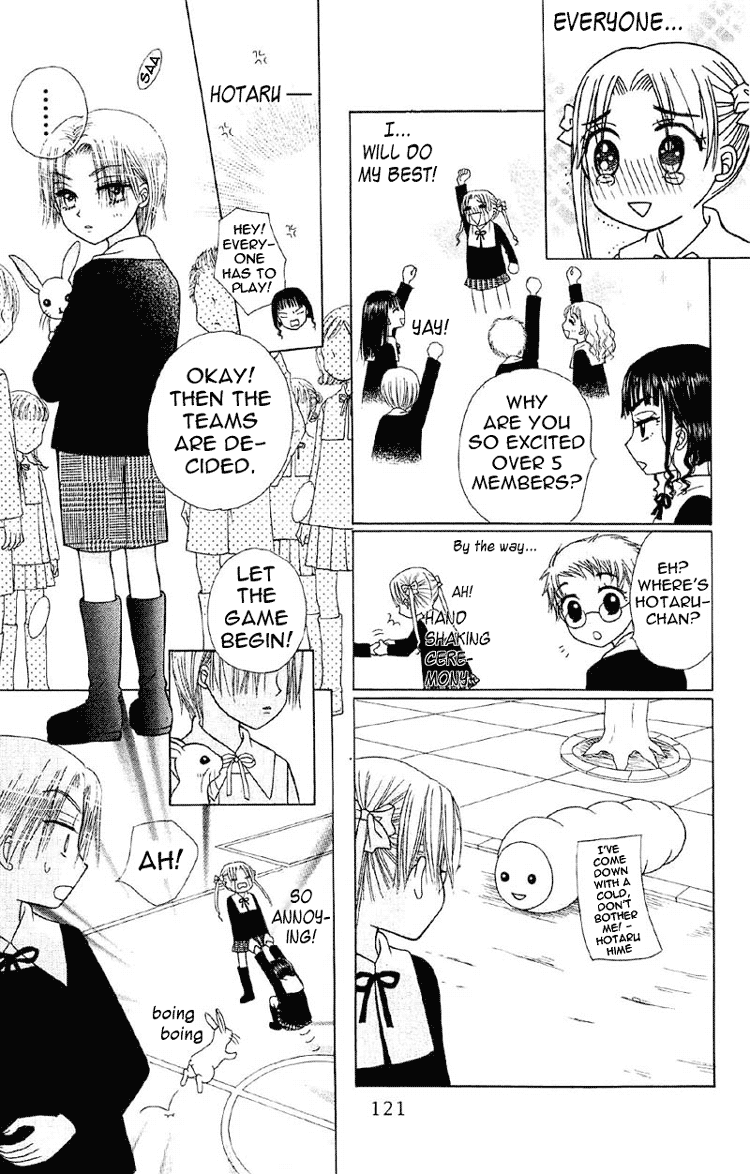 EVERYONE...
I...
WILL DO
MY BEST!
YAY!
WHY
ARE YOU
SO EXCITED
OVER 5
MEMBERS?
By the way...
AH!
HAND
SHAKING
CERE-
MONY...
EH?
WHERE'S
HOTARU-
CHAN?
I'VE
COME
DOWN
WITH A
COLD,
DON'T
BOTHER
ME! -
HOTARU
HIME
HOTARU —
HEY!
EVERY-
ONE
HAS TO
PLAY!
SAA
......
OKAY!
THEN THE
TEAMS
ARE DE-
CIDED.
LET
THE
GAME
BEGIN!
AH!
SO
ANNOY-
ING!
boing
boing
121